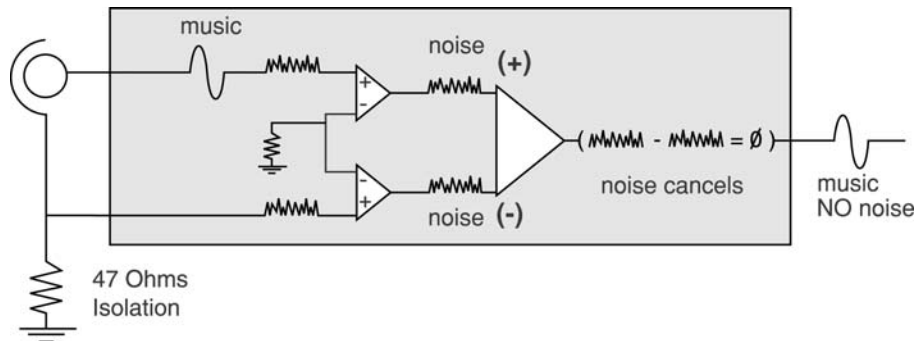 music
noise (+)
+
-
( - = ø )
-
+
noise (-)
noise cancels
music
NO noise
47 Ohms
Isolation